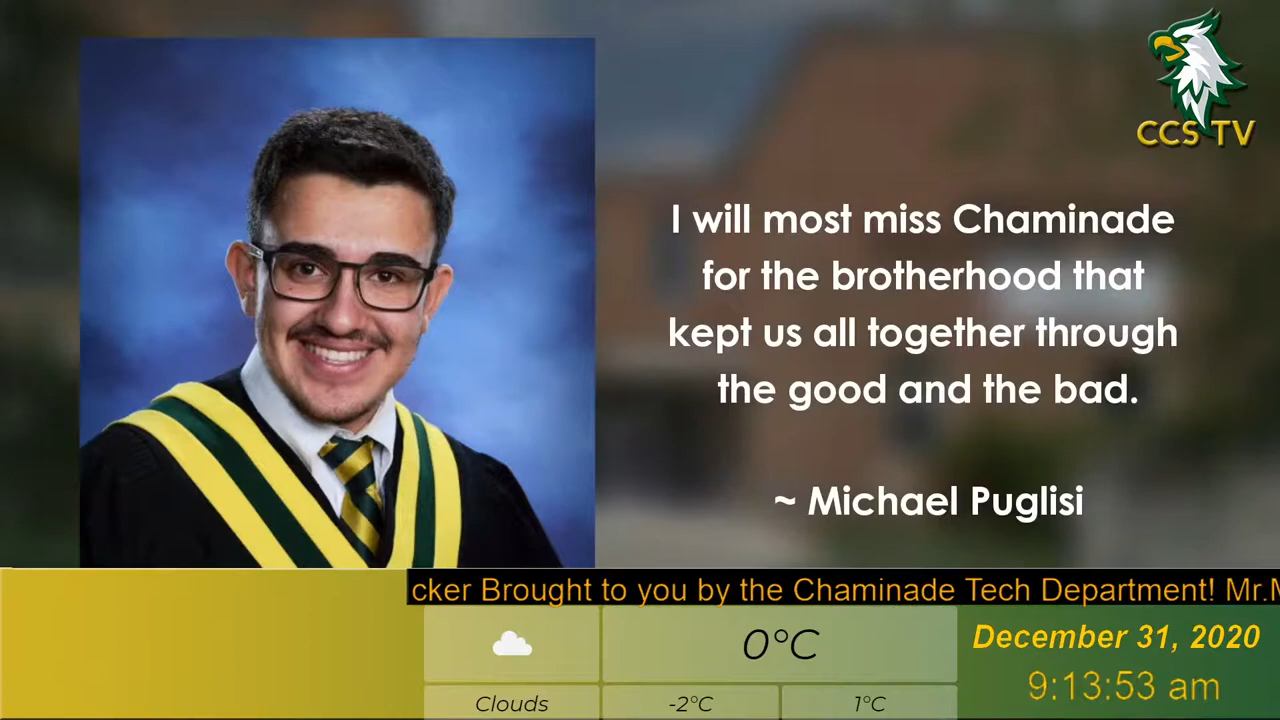 CCS TV
I will most miss Chaminade
for the brotherhood that
kept us all together through
the good and the bad.
~ Michael Puglisi
cker Brought to you by the Chaminade Tech Department! Mr.M
0°C
December 31, 2020
9:13:53 am
Clouds
-2°C
1°C